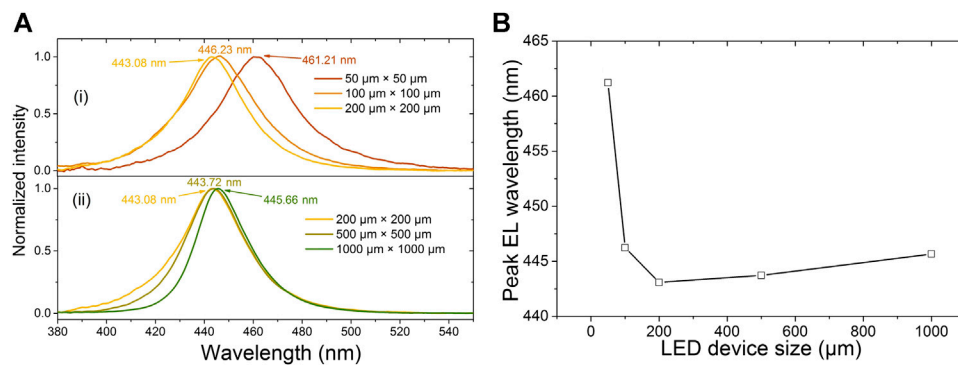 A
B
446.23 nm
443.08 nm
461.21 nm
1.0
0.5
0.0
(i)
50 µm × 50 µm
100 µm × 100 µm
200 µm × 200 µm
Normalized intensity
443.72 nm
443.08 nm
445.66 nm
1.0
0.5
0.0
(ii)
200 µm × 200 µm
500 µm × 500 µm
1000 µm × 1000 µm
380 400 420 440 460 480 500 520 540
Wavelength (nm)
Peak EL wavelength (nm)
465
460
455
450
445
440
0 200 400 600 800 1000
LED device size (µm)